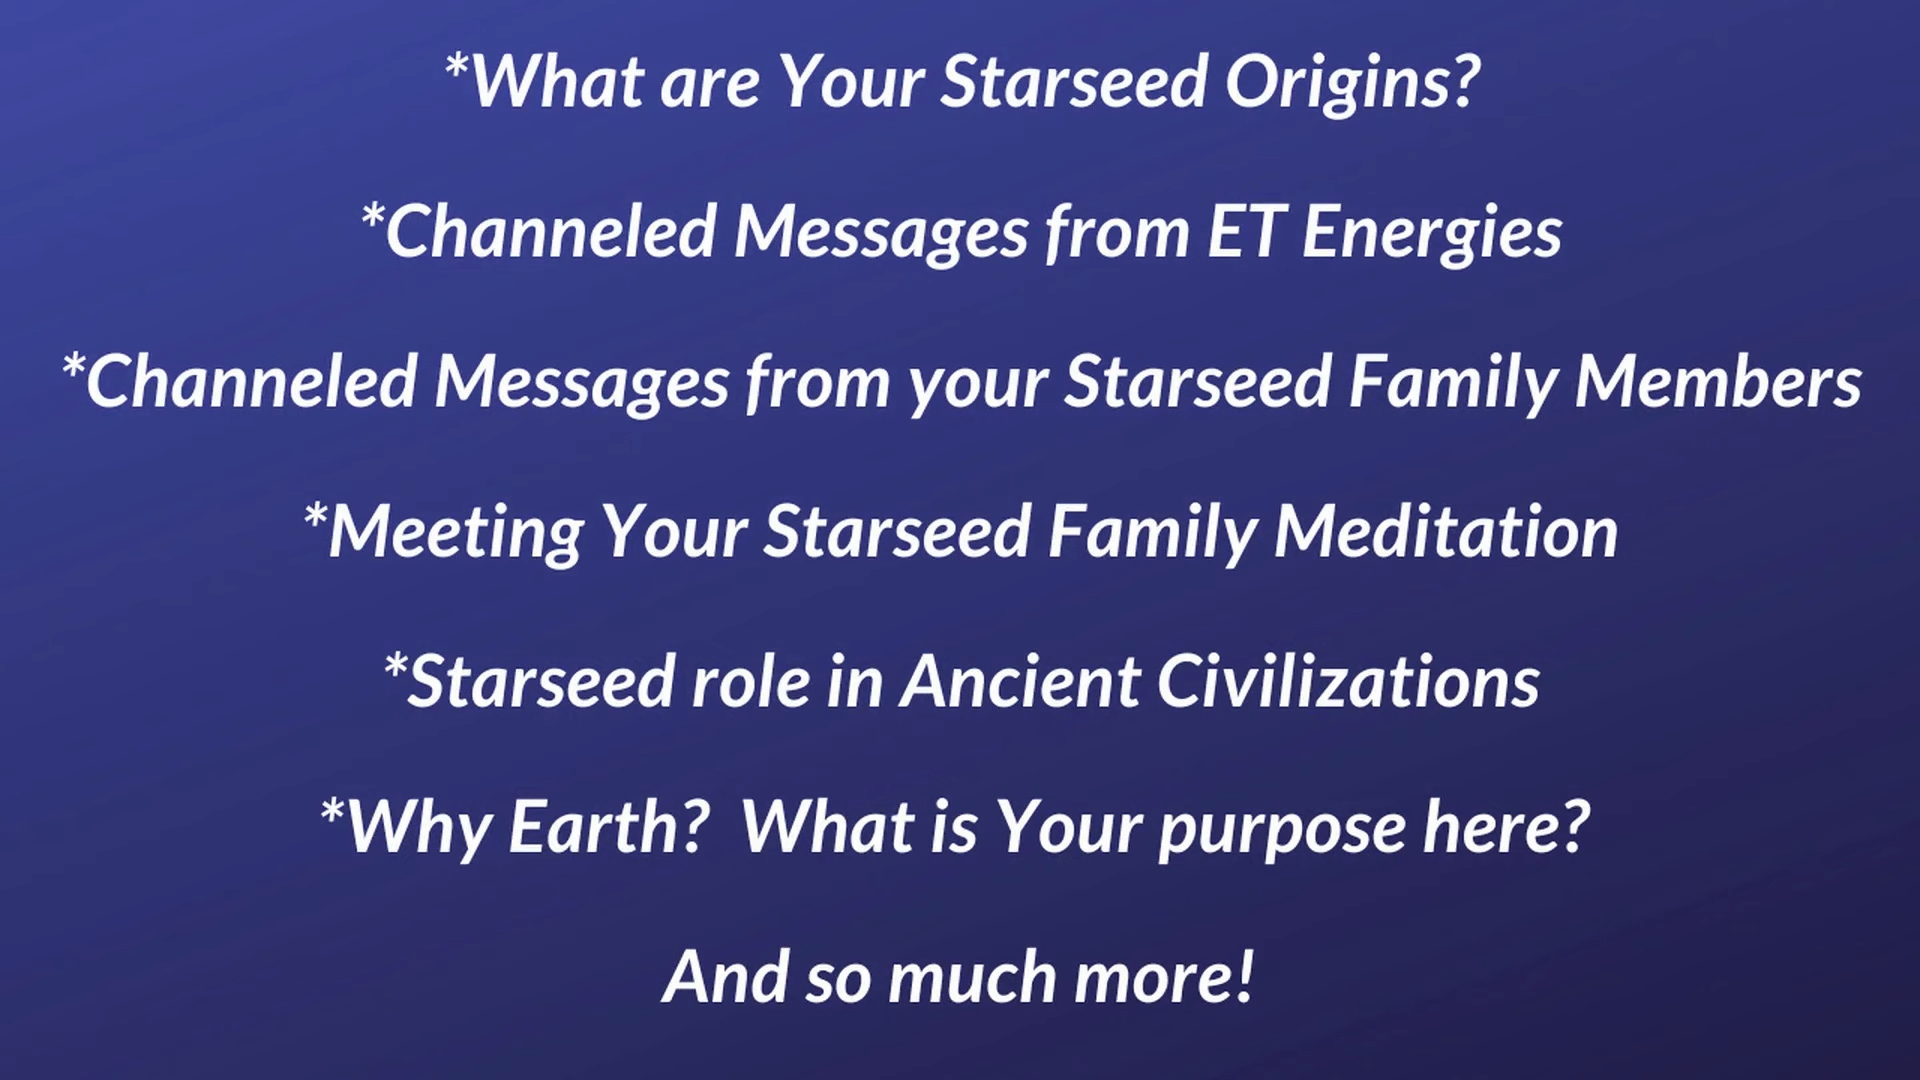 *What are Your Starseed Origins?
*Channeled Messages from ET Energies
*Channeled Messages from your Starseed Family Members
*Meeting Your Starseed Family Meditation
*Starseed role in Ancient Civilizations
*Why Earth?  What is Your purpose here?
And so much more!